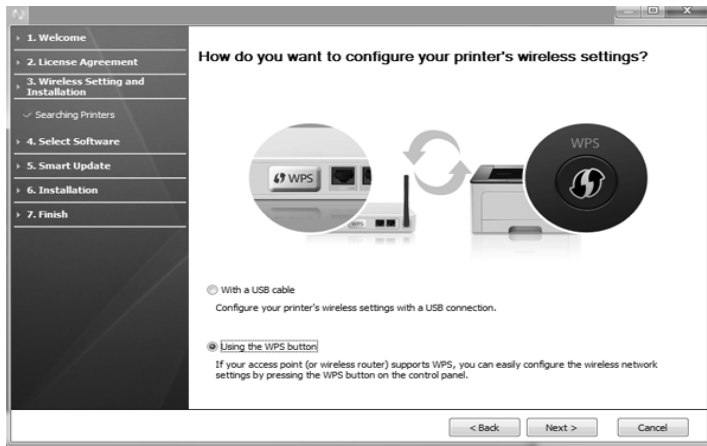 1. Welcome
2. License Agreement
3. Wireless Setting and
Installation
Searching Printers
4. Select Software
5. Smart Update
6. Installation
7. Finish
How do you want to configure your printer's wireless settings?
WPS
WPS
WPS
With a USB cable
Configure your printer's wireless settings with a USB connection.
Using the WPS button
If your access point (or wireless router) supports WPS, you can easily configure the wireless network
settings by pressing the WPS button on the control panel.
< Back
Next >
Cancel